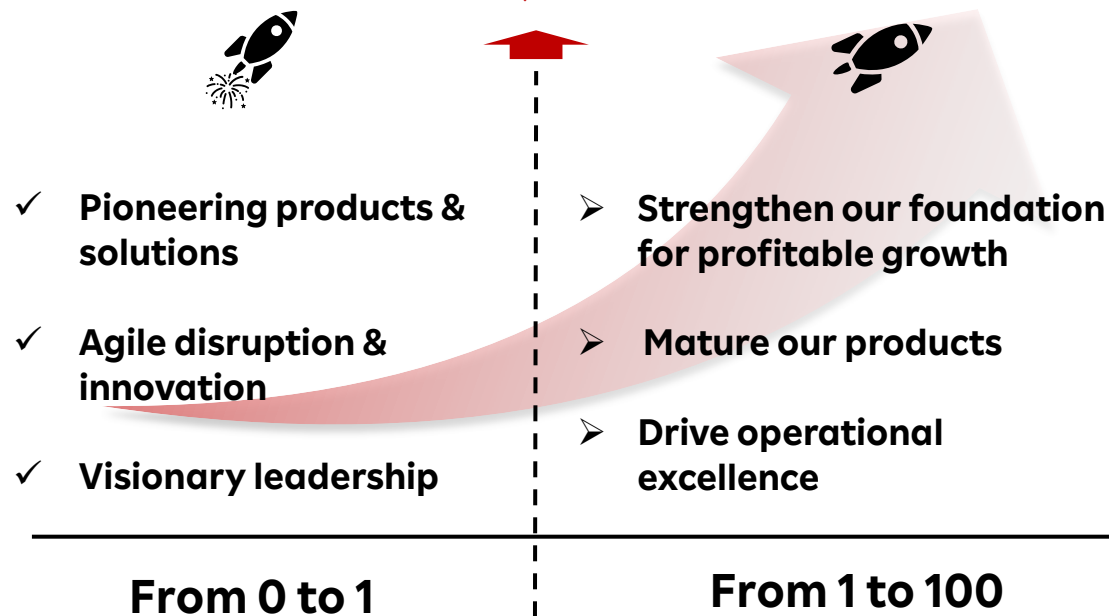 Pioneering products &
solutions
Agile disruption &
innovation
Visionary leadership
From 0 to 1
Strengthen our foundation
for profitable growth
Mature our products
Drive operational
excellence
From 1 to 100